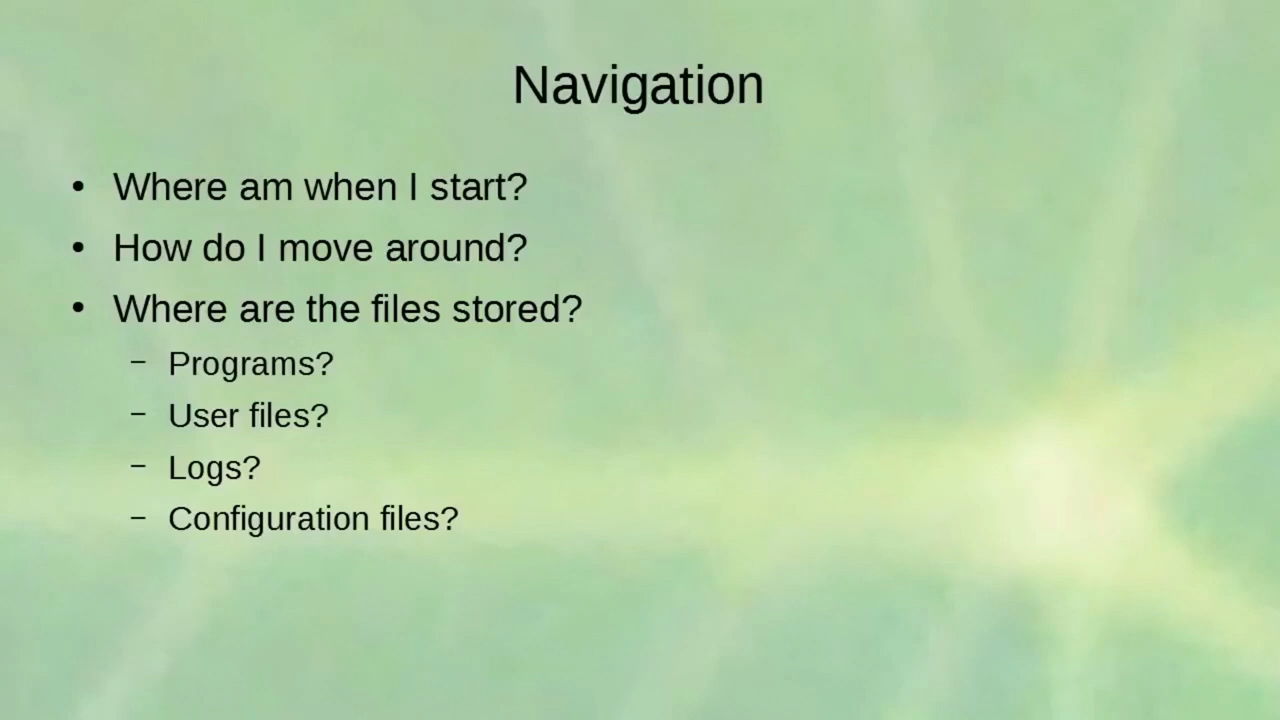 Navigation
• Where am when I start?
• How do I move around?
• Where are the files stored?
– Programs?
– User files?
– Logs?
– Configuration files?